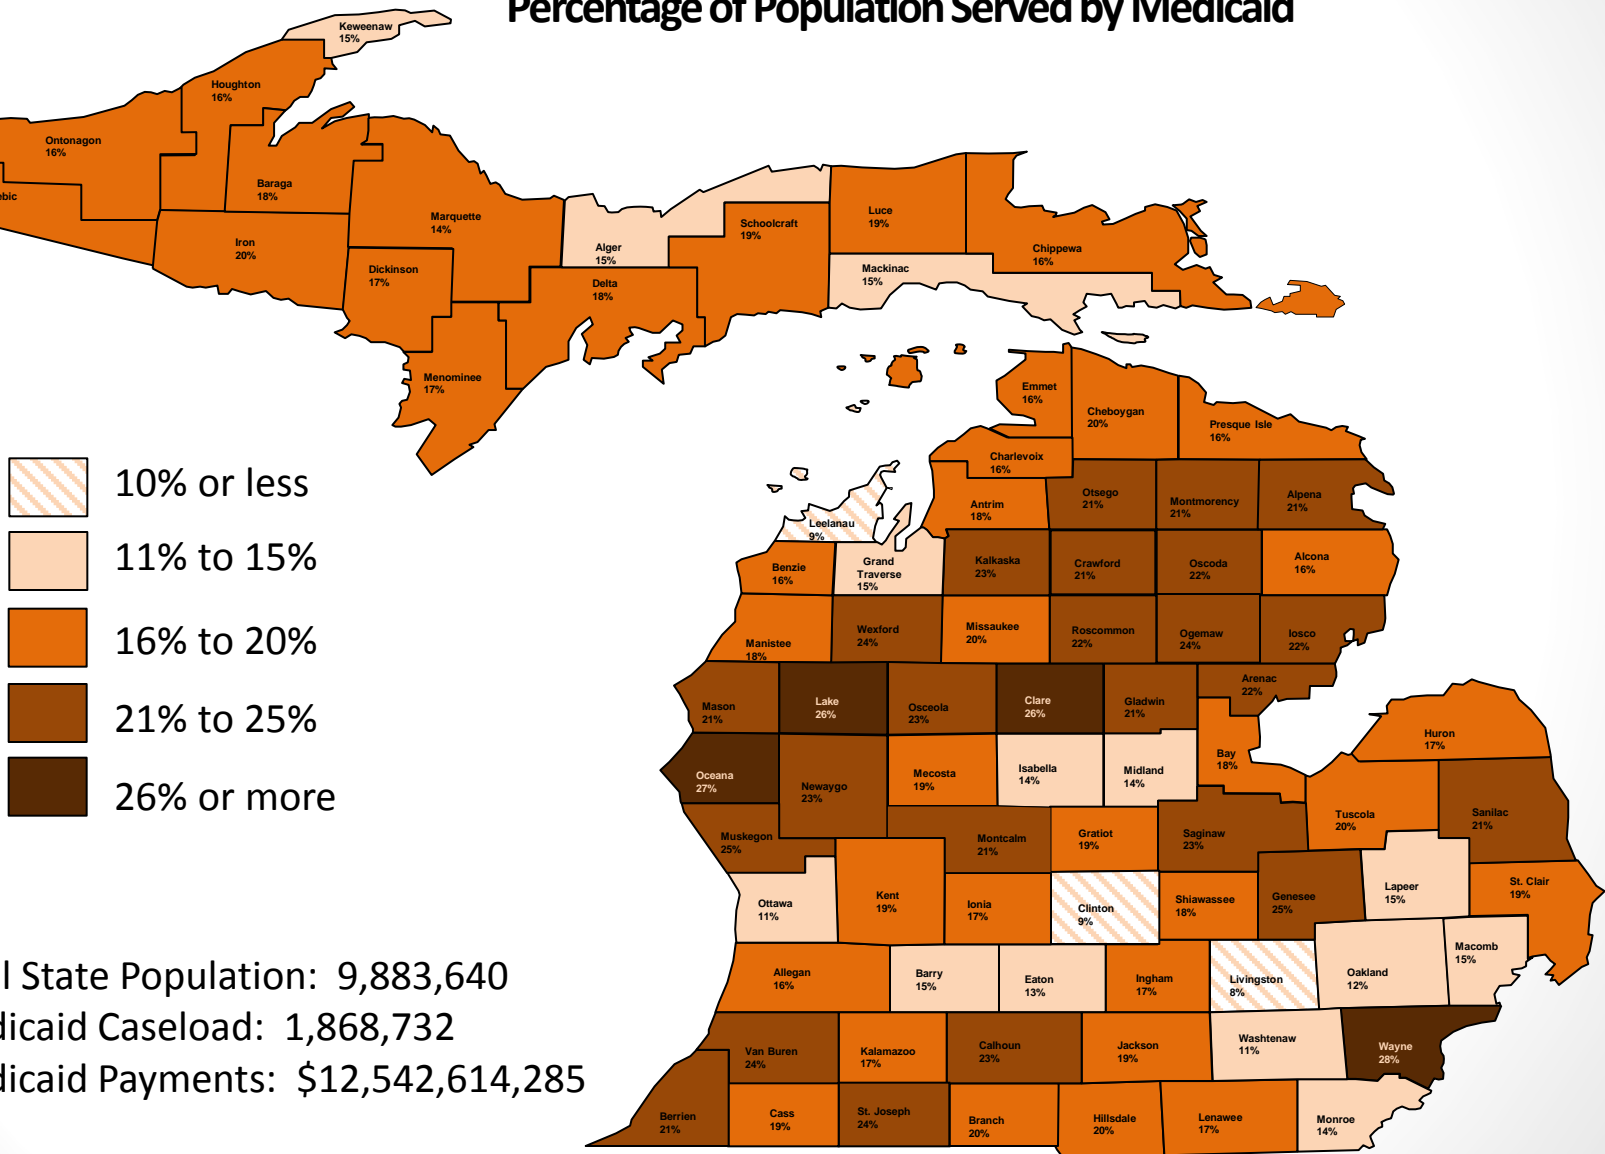 Percentage of Population Served by Medicaid
Keweenaw
15%
Houghton
16%
Ontonagon
16%
ebic
Baraga
18%
Marquette
14%
Iron
20%
Dickinson
17%
Alger
15%
Delta
18%
Schoolcraft
19%
Luce
19%
Chippewa
16%
Mackinac
15%
Menominee
17%
Emmet
16%
Cheboygan
20%
Presque Isle
16%
Charlevoix
16%
Antrim
18%
Otsego
21%
Montmorency
21%
Alpena
21%
Leelanau
9%
Benzie
16%
Grand
Traverse
15%
Kalkaska
23%
Crawford
21%
Oscoda
22%
Alcona
16%
Manistee
18%
Wexford
24%
Missaukee
20%
Roscommon
22%
Ogemaw
24%
Iosco
22%
Mason
21%
Lake
26%
Osceola
23%
Clare
26%
Gladwin
21%
Arenac
22%
Oceana
27%
Newaygo
23%
Mecosta
19%
Isabella
14%
Midland
14%
Bay
18%
Huron
17%
Muskegon
25%
Montcalm
21%
Gratiot
19%
Saginaw
23%
Tuscola
20%
Sanilac
21%
Ottawa
11%
Kent
19%
Ionia
17%
Clinton
9%
Shiawassee
18%
Genesee
25%
Lapeer
15%
St. Clair
19%
Allegan
16%
Barry
15%
Eaton
13%
Ingham
17%
Livingston
8%
Oakland
12%
Macomb
15%
Van Buren
24%
Kalamazoo
17%
Calhoun
23%
Jackson
19%
Washtenaw
11%
Wayne
28%
Berrien
21%
Cass
19%
St. Joseph
24%
Branch
20%
Hillsdale
20%
Lenawee
17%
Monroe
14%
10% or less
11% to 15%
16% to 20%
21% to 25%
26% or more
l State Population: 9,883,640
dicaid Caseload: 1,868,732
dicaid Payments: $12,542,614,285